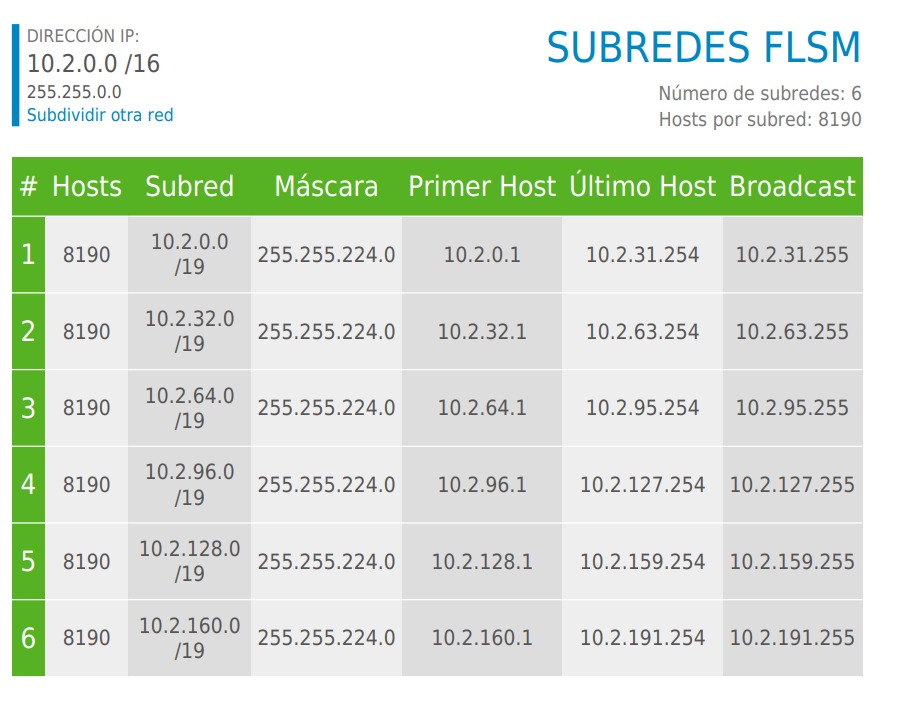 DIRECCIÓN IP:
10.2.0.0 /16
255.255.0.0
Subdividir otra red
SUBREDES FLSM
Número de subredes: 6
Hosts por subred: 8190
# Hosts Subred Máscara Primer Host Último Host Broadcast
1 8190 10.2.0.0 /19 255.255.224.0 10.2.0.1 10.2.31.254 10.2.31.255
2 8190 10.2.32.0 /19 255.255.224.0 10.2.32.1 10.2.63.254 10.2.63.255
3 8190 10.2.64.0 /19 255.255.224.0 10.2.64.1 10.2.95.254 10.2.95.255
4 8190 10.2.96.0 /19 255.255.224.0 10.2.96.1 10.2.127.254 10.2.127.255
5 8190 10.2.128.0 /19 255.255.224.0 10.2.128.1 10.2.159.254 10.2.159.255
6 8190 10.2.160.0 /19 255.255.224.0 10.2.160.1 10.2.191.254 10.2.191.255